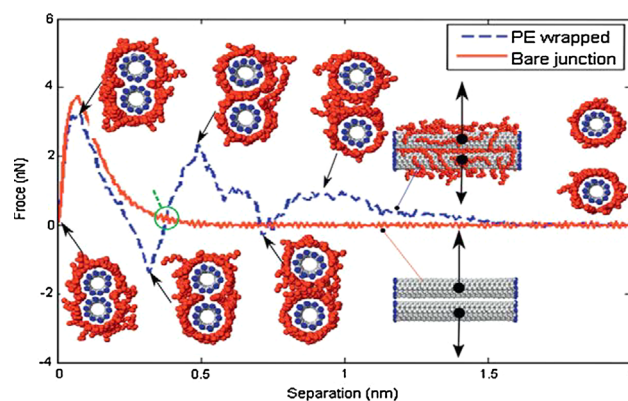 6
4
2
0
-2
-4
Froce (nN)
PE wrapped
Bare junction
0
0.5
1
1.5
Separation (nm)